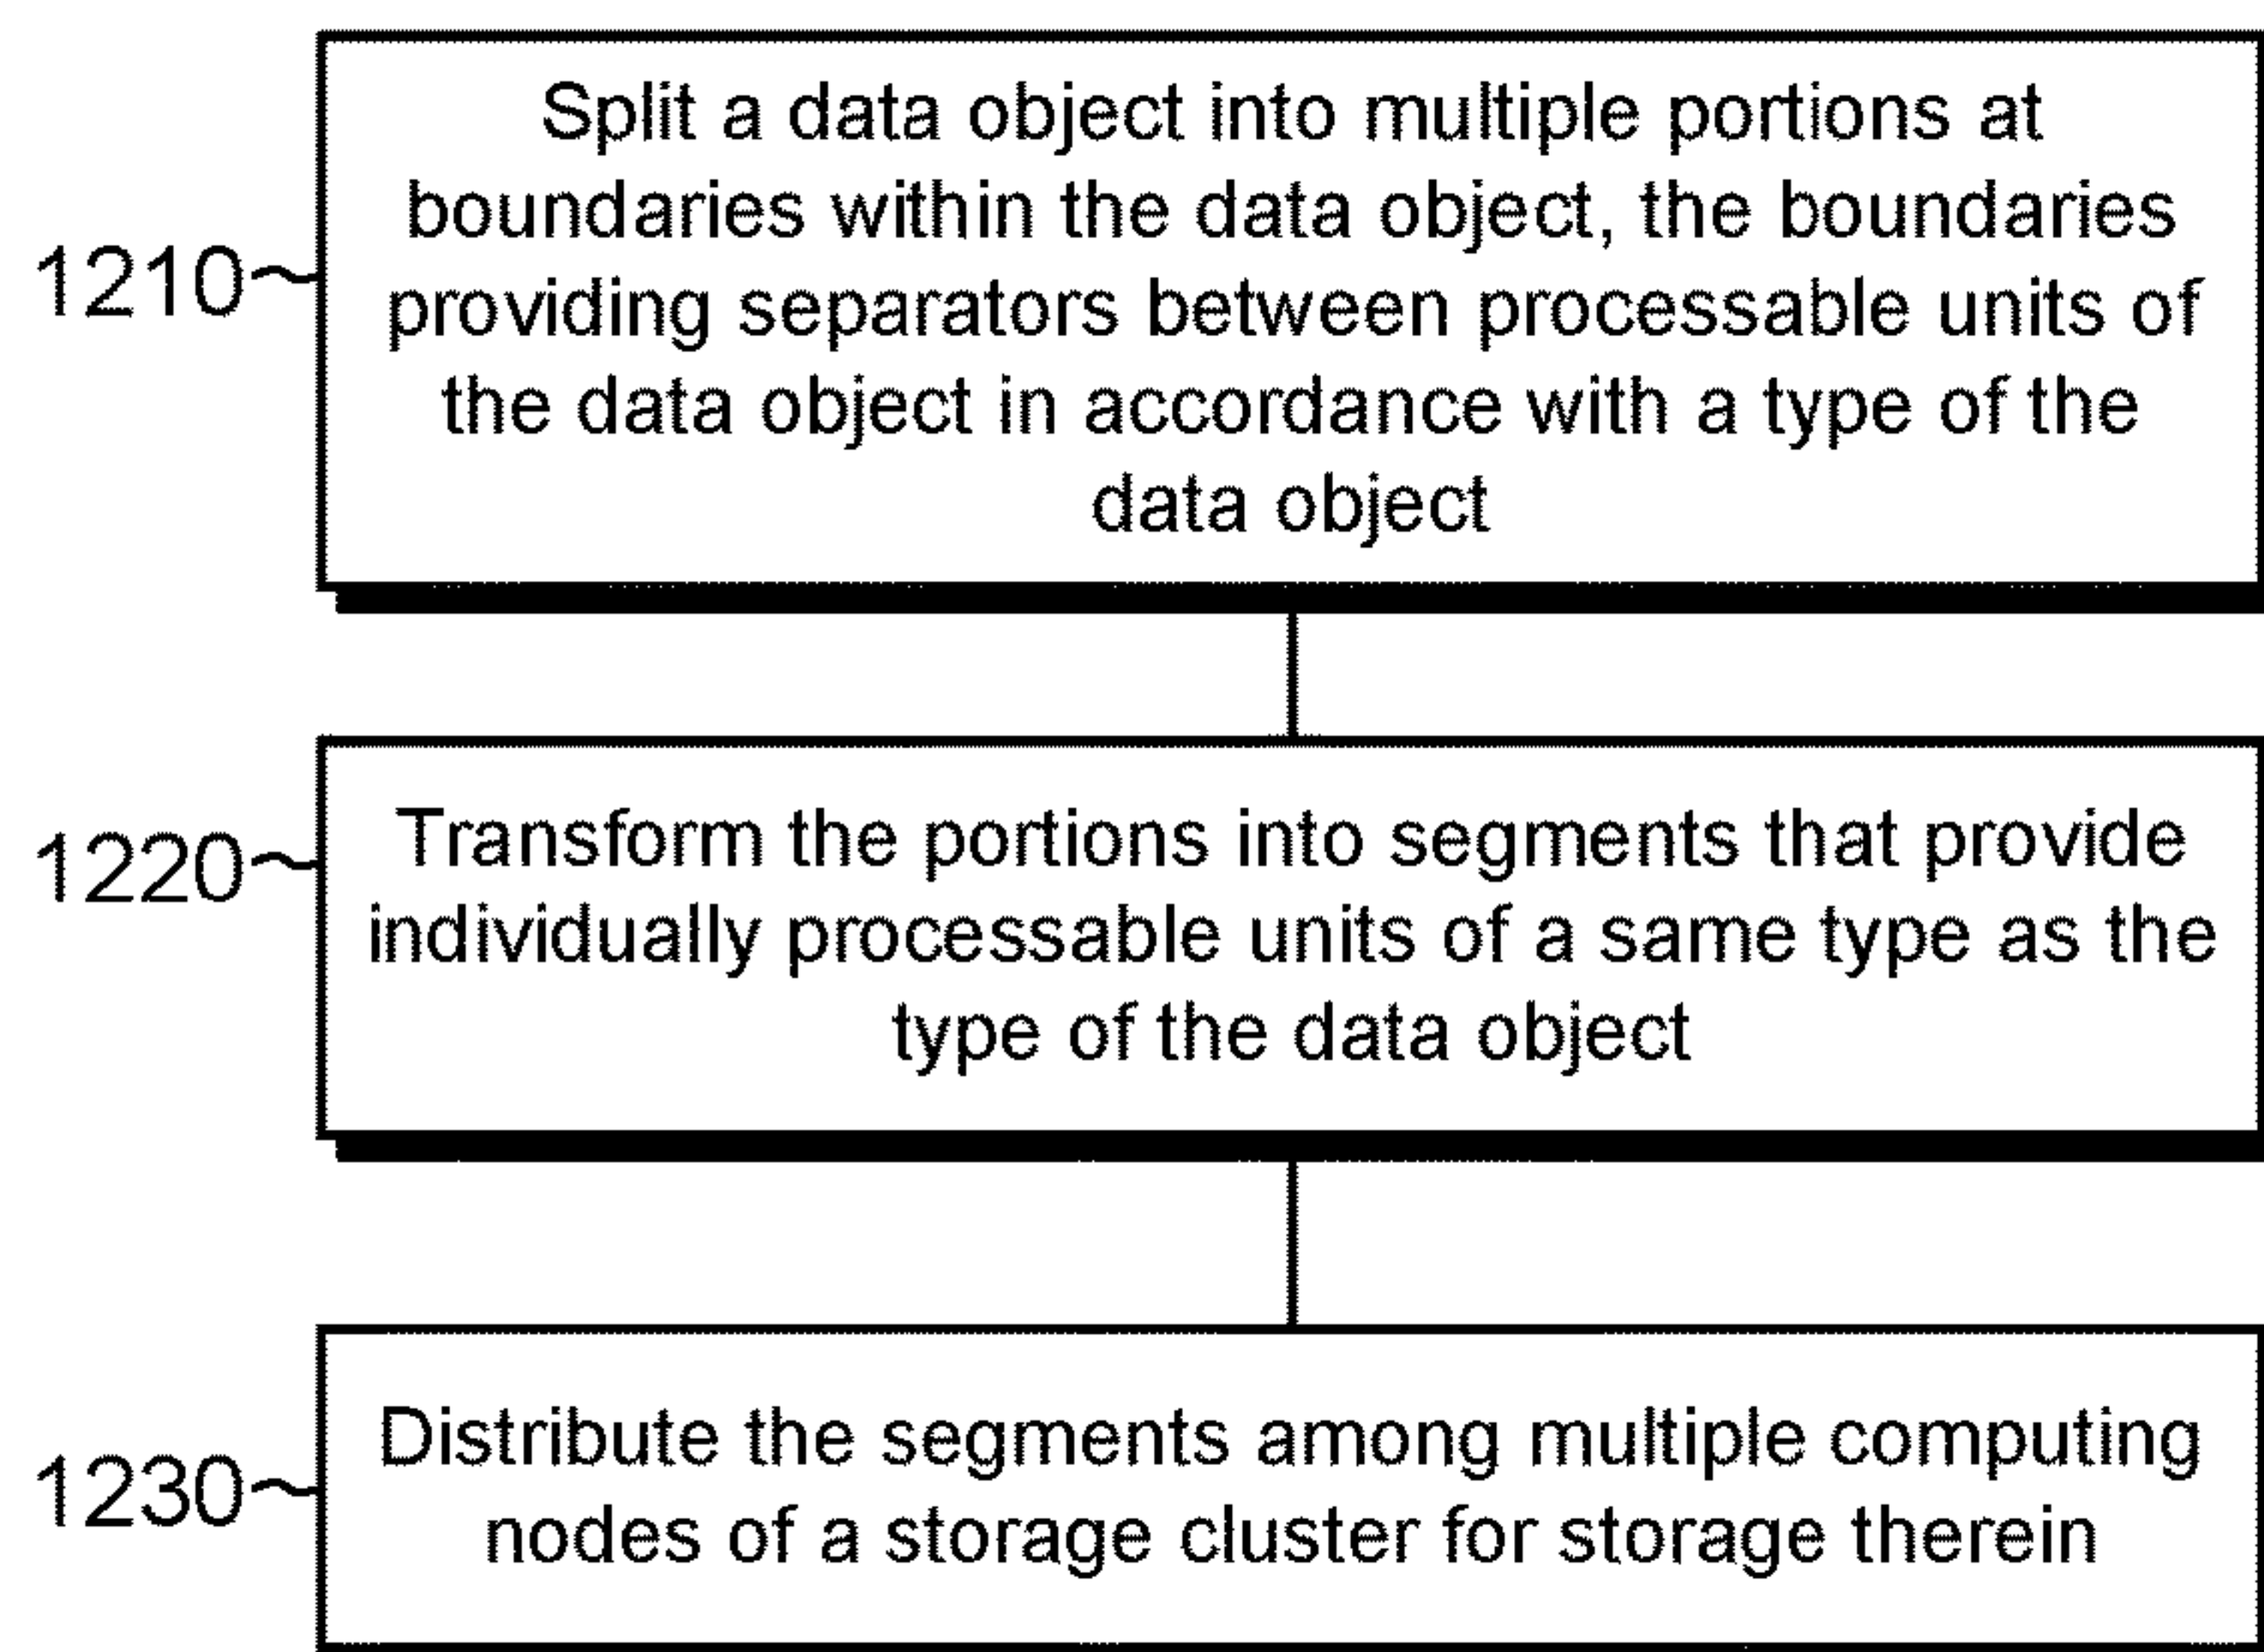 1210
Split a data object into multiple portions at
boundaries within the data object, the boundaries
providing separators between processable units of
the data object in accordance with a type of the
data object
1220
Transform the portions into segments that provide
individually processable units of a same type as the
type of the data object
1230
Distribute the segments among multiple computing
nodes of a storage cluster for storage therein